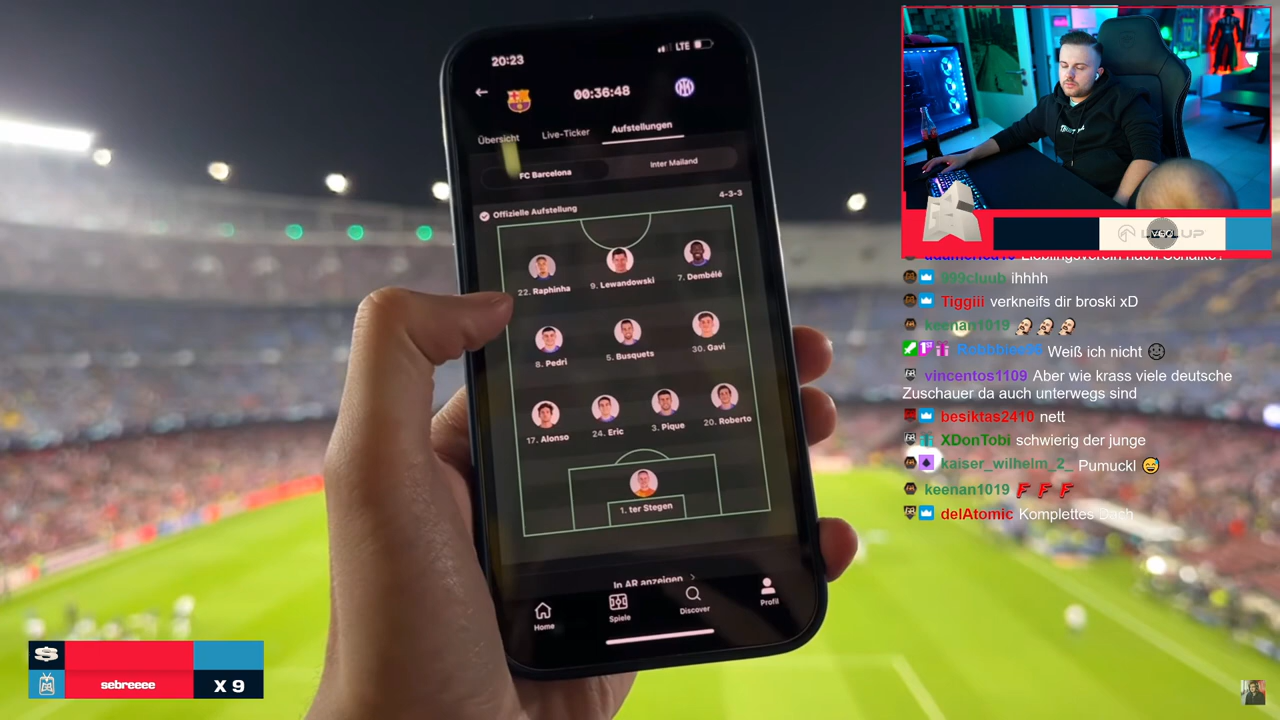 20:23
LTE
00:36:48
Übersicht
Live-Ticker
Aufstellungen
FC Barcelona
Inter Mailand
Offizielle Aufstellung
4-3-3
22. Raphinha
9. Lewandowski
7. Dembélé
8. Pedri
5. Busquets
30. Gavi
17. Alonso
24. Eric
3. Pique
20. Roberto
1. ter Stegen
In AR anzeigen
Home
Spiele
Discover
Profil
999cluub ihhhh
Tiggiii verkneifs dir broski xD
keenan1019
Weiß ich nicht
vincentos1109 Aber wie krass viele deutsche
Zuschauer da auch unterwegs sind
besiktas2410 nett
XDonTobi schwierig der junge
kaiser_wilhelm_2_ Pumuckl
keenan1019 F F F
delAtomic Komplettes Dach
sebreeee
X 9